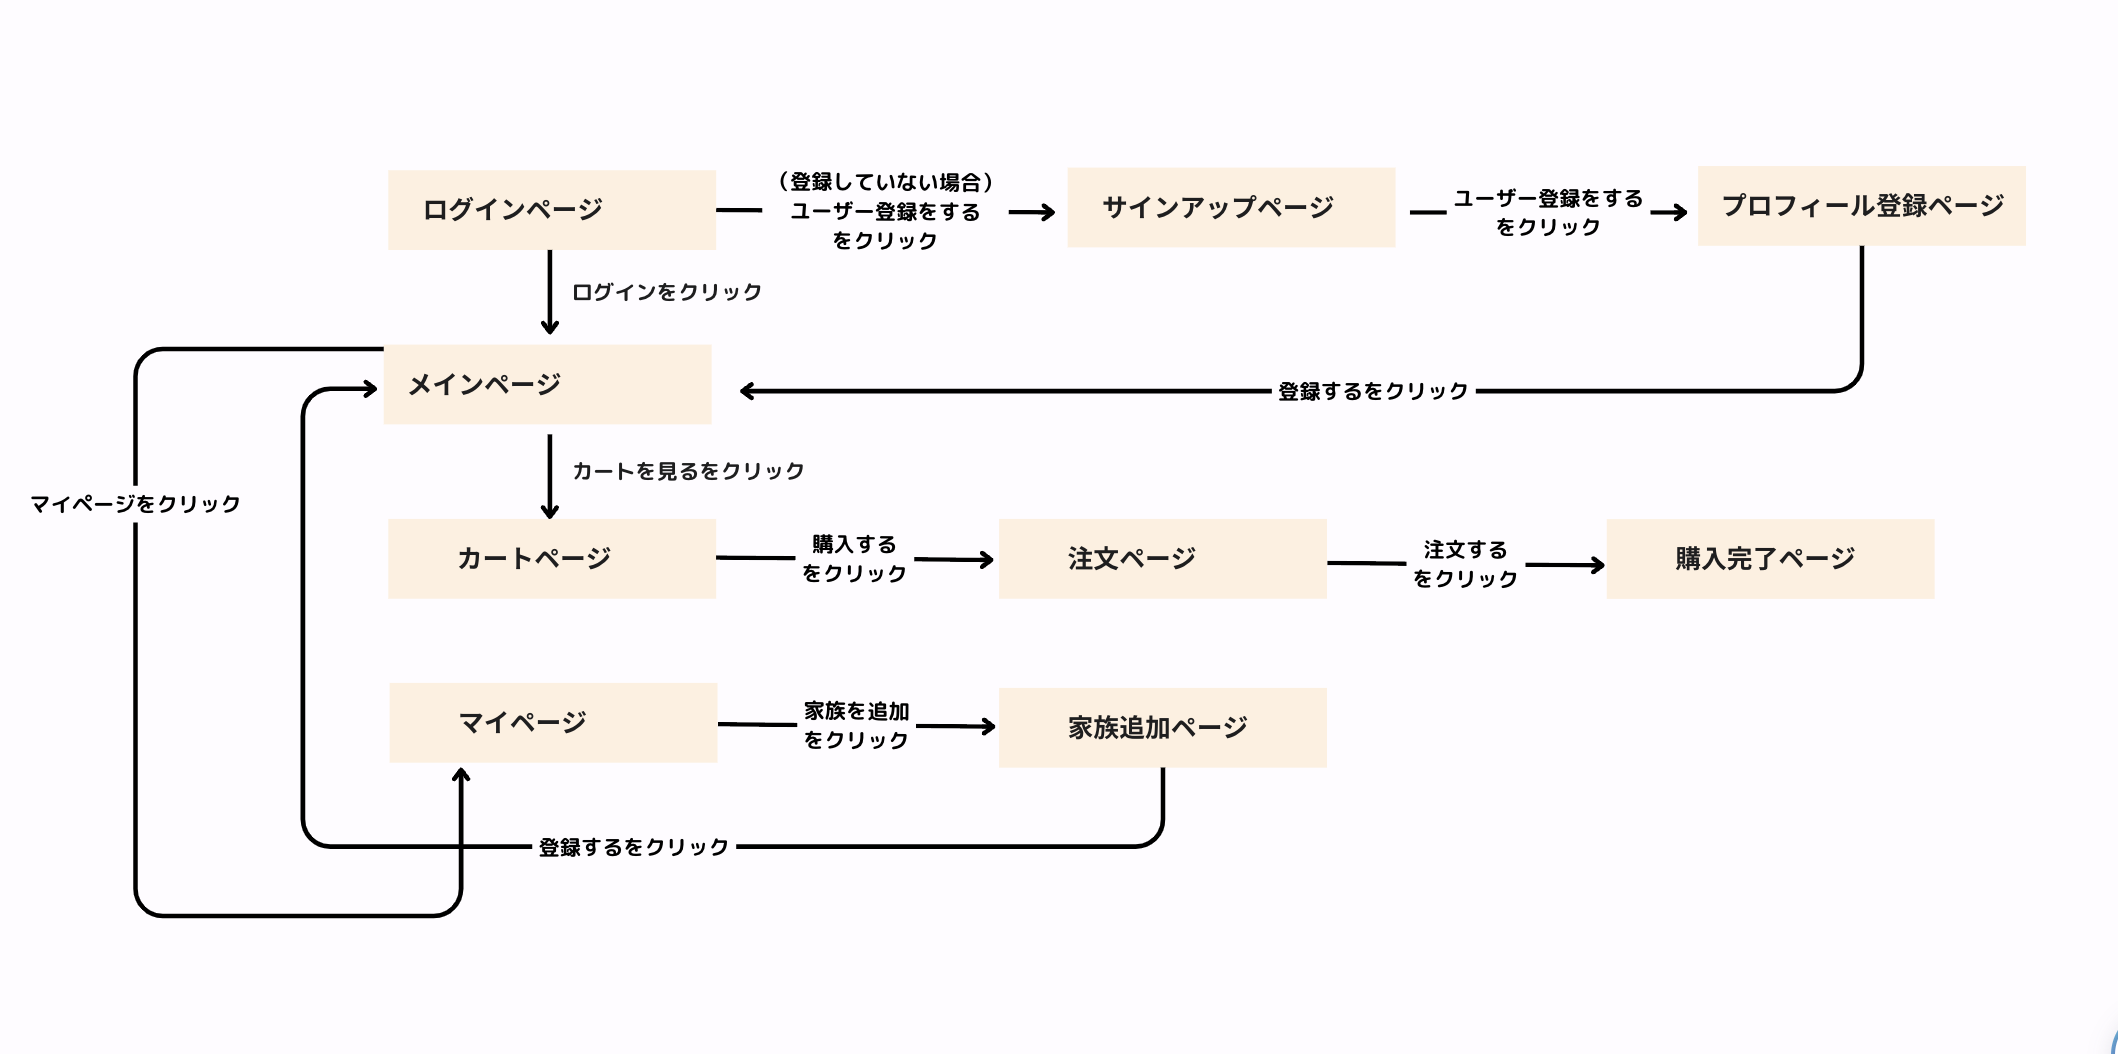 ログインページ
（登録していない場合）
ユーザー登録をする
をクリック
サインアップページ
ユーザー登録をする
をクリック
プロフィール登録ページ
ログインをクリック
メインページ
登録するをクリック
カートを見るをクリック
マイページをクリック
カートページ
購入する
をクリック
注文ページ
注文する
をクリック
購入完了ページ
マイページ
家族を追加
をクリック
家族追加ページ
登録するをクリック